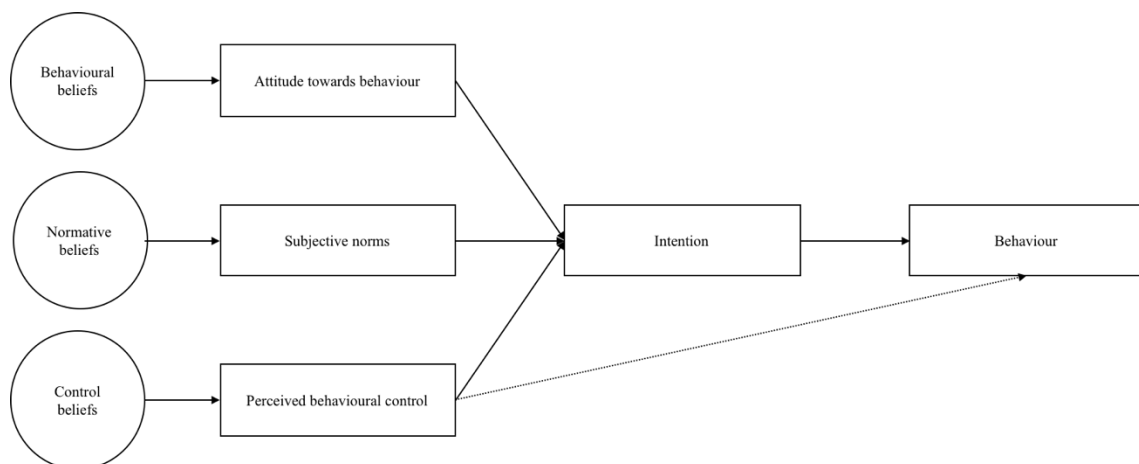 Behavioural
beliefs
Attitude towards behaviour
Normative
beliefs
Subjective norms
Intention
Behaviour
Control
beliefs
Perceived behavioural control